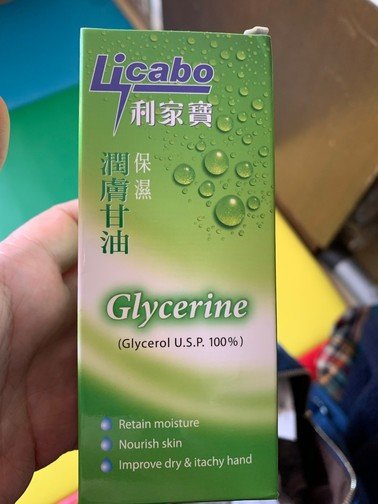 Licabo
利家寶
保濕
潤膚甘油
Glycerine
(Glycerol U.S.P. 100%)
Retain moisture
Nourish skin
Improve dry & itachy hand